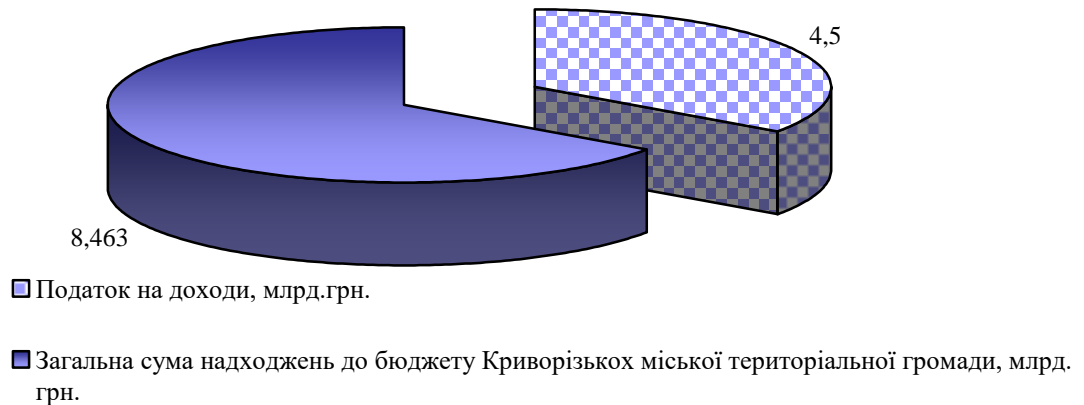 4,5
8,463
Податок на доходи, млрд.грн.
Загальна сума надходжень до бюджету Криворізькох міської територіальної громади, млрд.
грн.